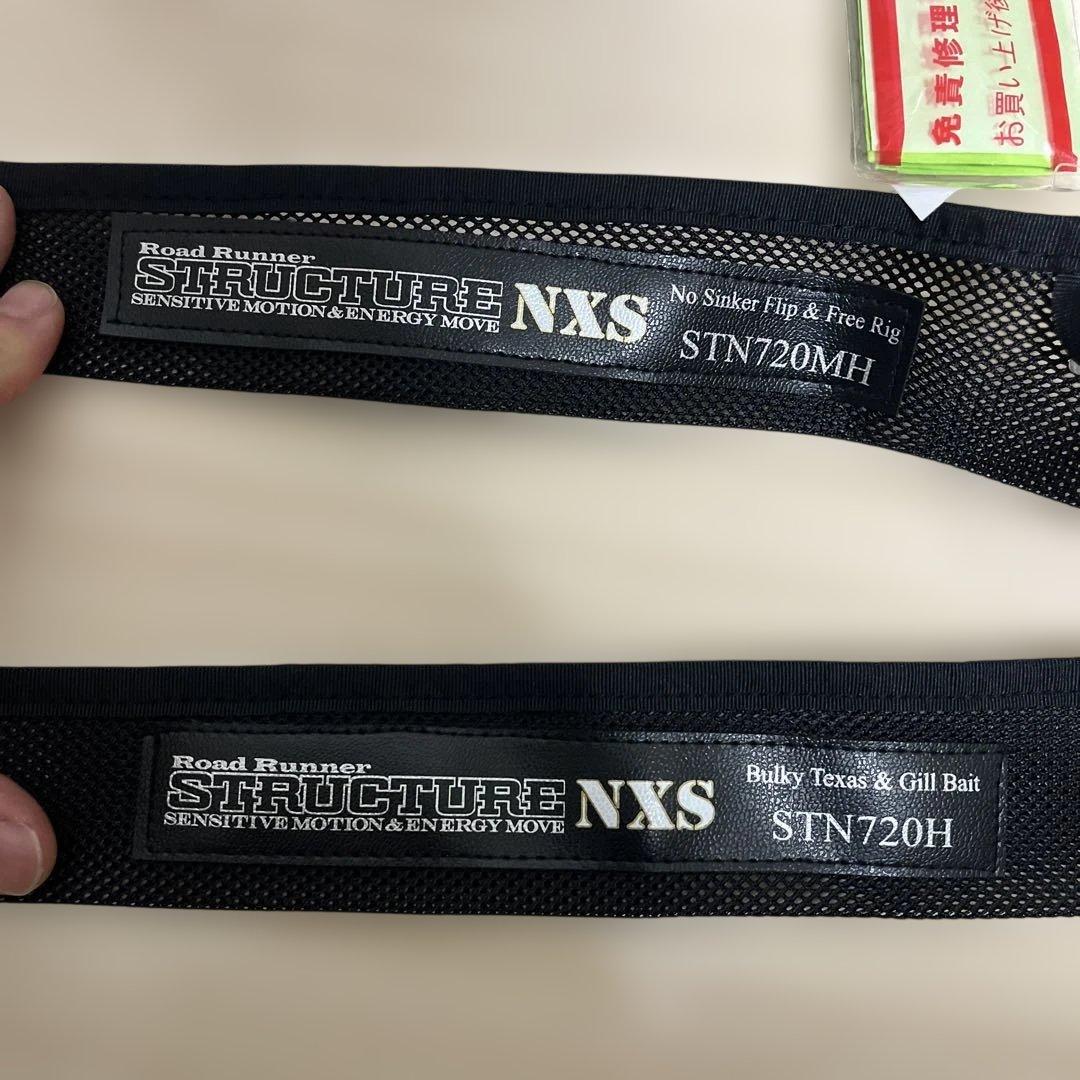 免責修理
お買い上げ後
Road Runner
STRUCTURE NXS
SENSITIVE MOTION&ENERGY MOVE
No Sinker Flip & Free Rig
STN720MH
Road Runner
STRUCTURE NXS
SENSITIVE MOTION&ENERGY MOVE
Bulky Texas & Gill Bait
STN720H